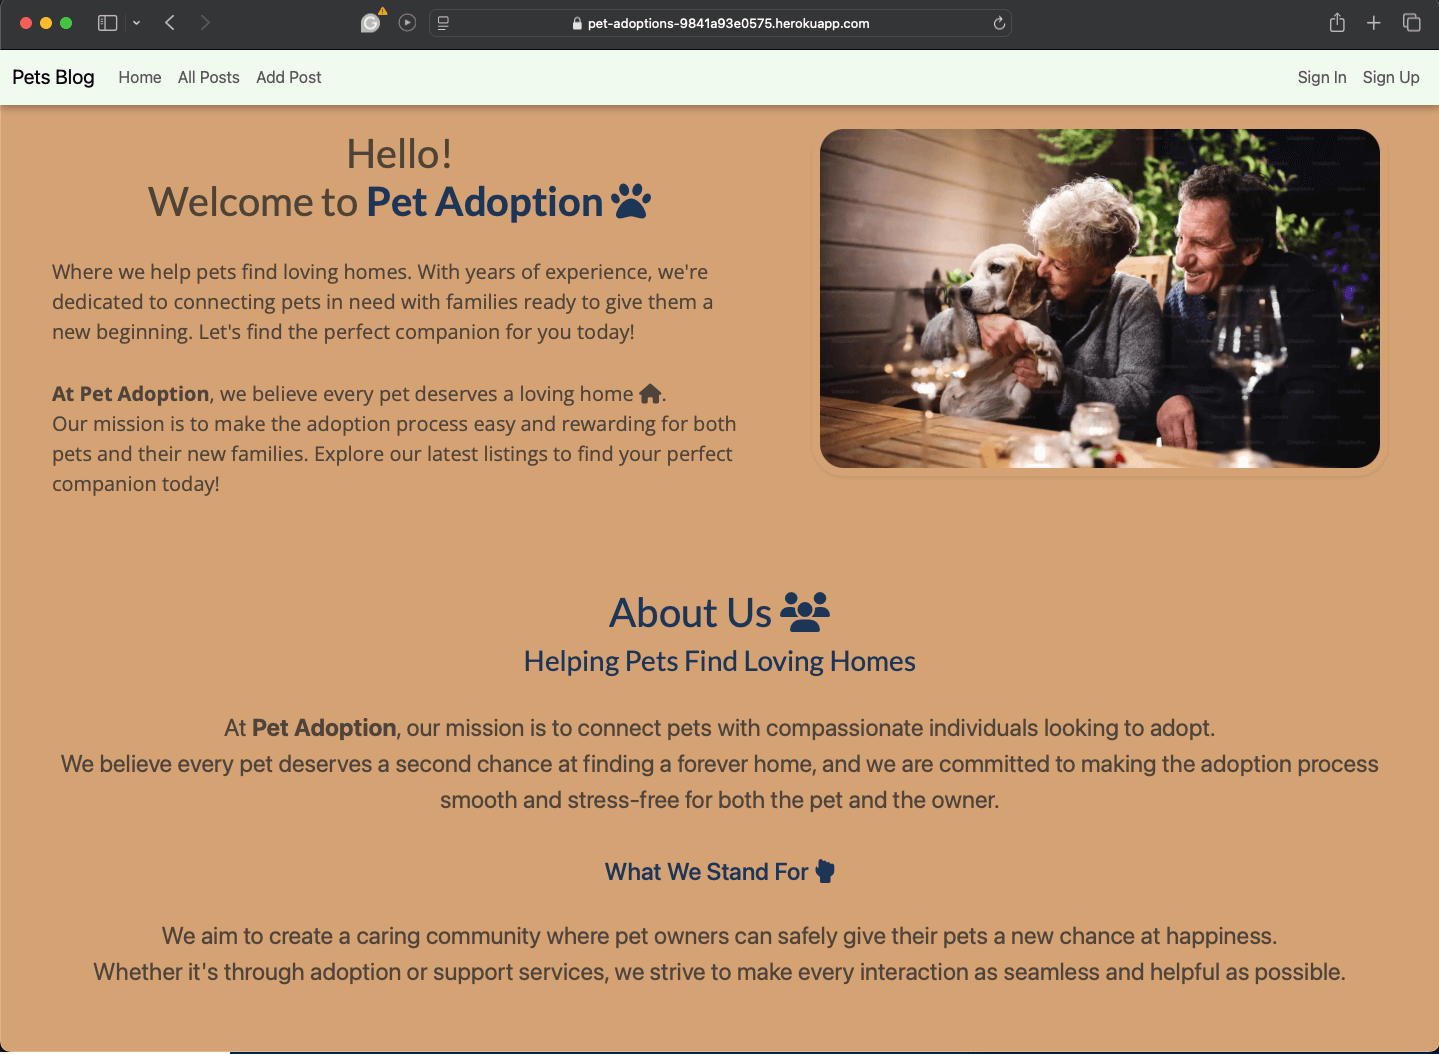 pet-adoptions-9841a93e0575.herokuapp.com
Pets Blog Home All Posts Add Post Sign In Sign Up
Hello!
Welcome to Pet Adoption
Where we help pets find loving homes. With years of experience, we're
dedicated to connecting pets in need with families ready to give them a
new beginning. Let's find the perfect companion for you today!
At Pet Adoption, we believe every pet deserves a loving home .
Our mission is to make the adoption process easy and rewarding for both
pets and their new families. Explore our latest listings to find your perfect
companion today!
About Us
Helping Pets Find Loving Homes
At Pet Adoption, our mission is to connect pets with compassionate individuals looking to adopt.
We believe every pet deserves a second chance at finding a forever home, and we are committed to making the adoption process
smooth and stress-free for both the pet and the owner.
What We Stand For
We aim to create a caring community where pet owners can safely give their pets a new chance at happiness.
Whether it's through adoption or support services, we strive to make every interaction as seamless and helpful as possible.